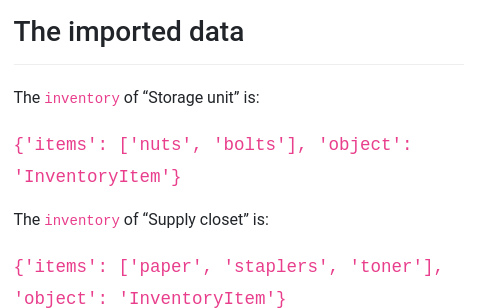 The imported data
The inventory of “Storage unit” is:
{'items': ['nuts', 'bolts'], 'object':
'InventoryItem'}
The inventory of “Supply closet” is:
{'items': ['paper', 'staplers', 'toner'],
'object': 'InventoryItem'}